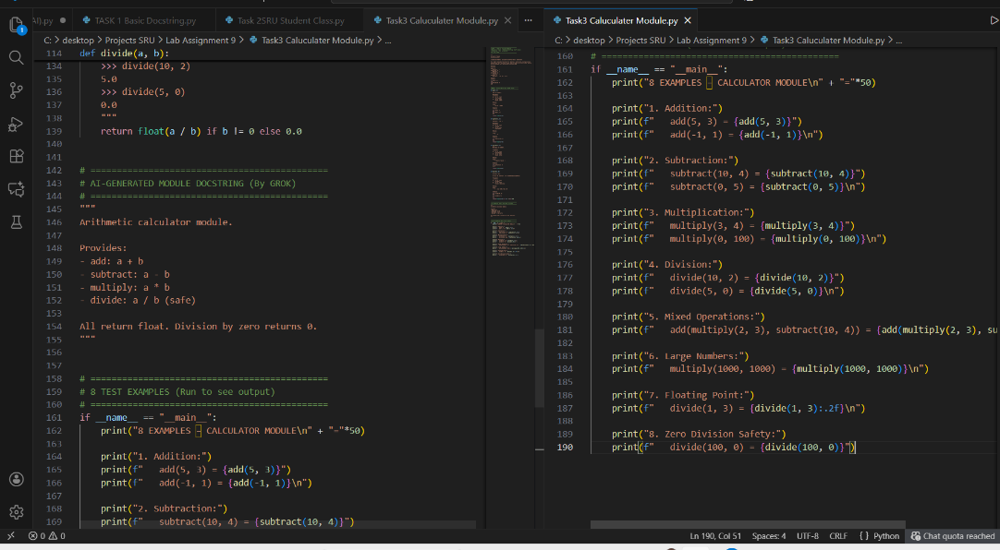 AI).py
TASK 1 Basic Docstring.py
Task 2SRU Student Class.py
Task3 Caluculater Module.py
Task3 Caluculater Module.py
C: > desktop > Projects SRU > Lab Assignment 9 > Task3 Caluculater Module.py > ...
114 def divide(a, b):
134 >>> divide(10, 2)
135 5.0
136 >>> divide(5, 0)
137 0.0
138 """
139 return float(a / b) if b != 0 else 0.0
140
141
142 # ===========================================
143 # AI-GENERATED MODULE DOCSTRING (By GROK)
144 # ===========================================
145 """
146 Arithmetic calculator module.
147
148 Provides:
149 - add: a + b
150 - subtract: a - b
151 - multiply: a * b
152 - divide: a / b (safe)
153
154 All return float. Division by zero returns 0.
155 """
156
157
158 # ===========================================
159 # 8 TEST EXAMPLES (Run to see output)
160 # ===========================================
161 if __name__ == "__main__":
162 print("8 EXAMPLES – CALCULATOR MODULE\n" + "="*50)
163
164 print("1. Addition:")
165 print(f"   add(5, 3) = {add(5, 3)}")
166 print(f"   add(-1, 1) = {add(-1, 1)}\n")
167
168 print("2. Subtraction:")
169 print(f"   subtract(10, 4) = {subtract(10, 4)}")
C: > desktop > Projects SRU > Lab Assignment 9 > Task3 Caluculater Module.py > ...
160 # ===========================================
161 if __name__ == "__main__":
162 print("8 EXAMPLES – CALCULATOR MODULE\n" + "="*50)
163
164 print("1. Addition:")
165 print(f"   add(5, 3) = {add(5, 3)}")
166 print(f"   add(-1, 1) = {add(-1, 1)}\n")
167
168 print("2. Subtraction:")
169 print(f"   subtract(10, 4) = {subtract(10, 4)}")
170 print(f"   subtract(0, 5) = {subtract(0, 5)}\n")
171
172 print("3. Multiplication:")
173 print(f"   multiply(3, 4) = {multiply(3, 4)}")
174 print(f"   multiply(0, 100) = {multiply(0, 100)}\n")
175
176 print("4. Division:")
177 print(f"   divide(10, 2) = {divide(10, 2)}")
178 print(f"   divide(5, 0) = {divide(5, 0)}\n")
179
180 print("5. Mixed Operations:")
181 print(f"   add(multiply(2, 3), subtract(10, 4)) = {add(multiply(2, 3), su
182
183 print("6. Large Numbers:")
184 print(f"   multiply(1000, 1000) = {multiply(1000, 1000)}\n")
185
186 print("7. Floating Point:")
187 print(f"   divide(1, 3) = {divide(1, 3):.2f}\n")
188
189 print("8. Zero Division Safety:")
190 print(f"   divide(100, 0) = {divide(100, 0)}")
1
0 0
Ln 190, Col 51 Spaces: 4 UTF-8 CRLF {} Python Chat quota reached